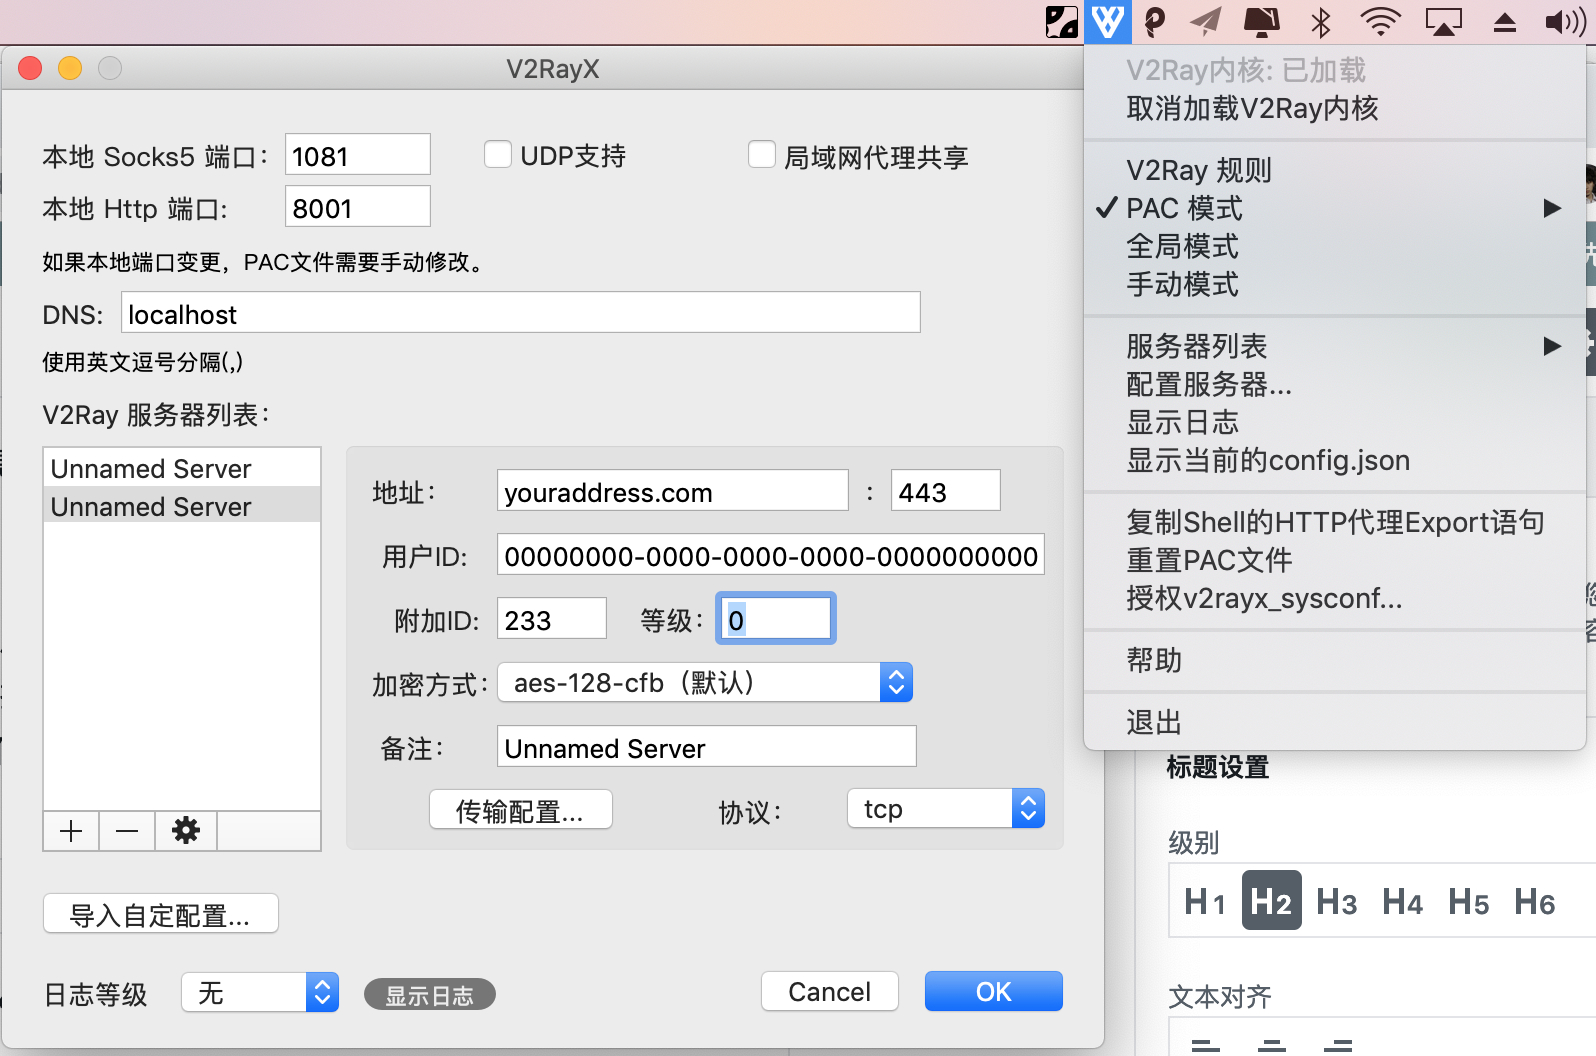 V2RayX
本地 Socks5 端口：
1081
UDP支持
局域网代理共享
本地 Http 端口:
8001
如果本地端口变更，PAC文件需要手动修改。
DNS:
localhost
使用英文逗号分隔(,)
V2Ray 服务器列表：
Unnamed Server
Unnamed Server
地址：
youraddress.com
:
443
用户ID:
00000000-0000-0000-0000-0000000000
附加ID:
233
等级：
0
加密方式：
aes-128-cfb（默认）
备注：
Unnamed Server
传输配置...
协议：
tcp
导入自定配置...
日志等级
无
显示日志
Cancel
OK
V2Ray内核: 已加载
取消加载V2Ray内核
V2Ray 规则
PAC 模式
全局模式
手动模式
服务器列表
配置服务器...
显示日志
显示当前的config.json
复制Shell的HTTP代理Export语句
重置PAC文件
授权v2rayx_sysconf...
帮助
退出
标题设置
级别
H1 H2 H3 H4 H5 H6
文本对齐